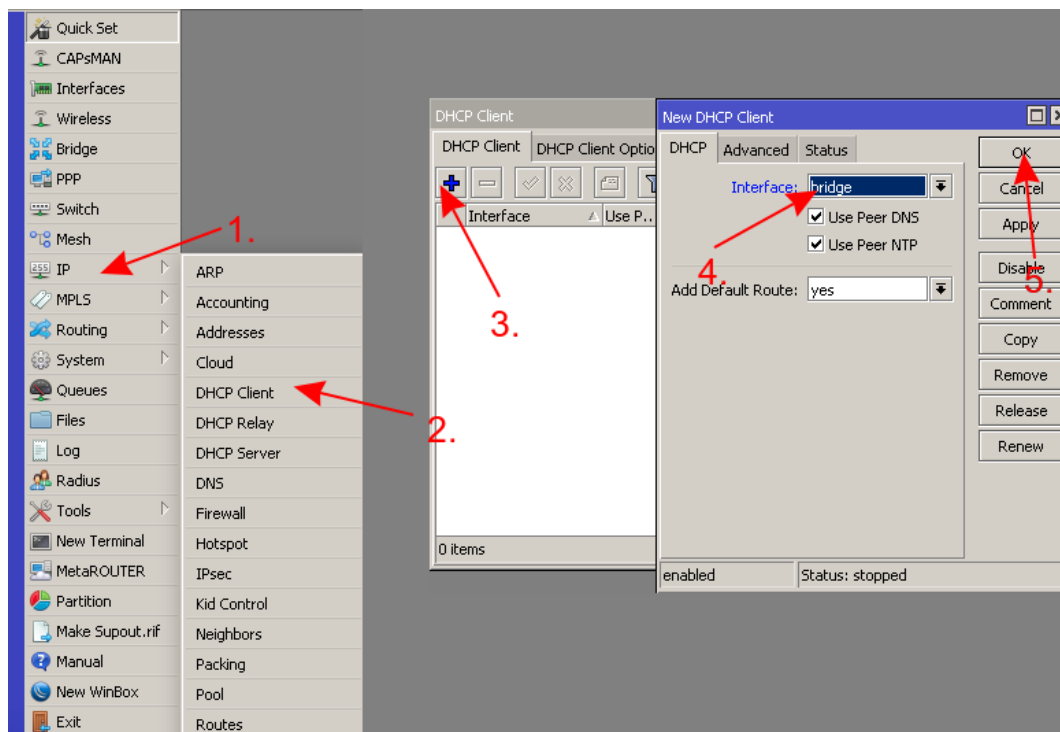 Quick Set
CAPsMAN
Interfaces
Wireless
Bridge
PPP
Switch
Mesh
255
IP
MPLS
Routing
System
Queues
Files
Log
Radius
Tools
New Terminal
MetaROUTER
Partition
Make Supout.rif
Manual
New WinBox
Exit
1.
ARP
Accounting
Addresses
Cloud
DHCP Client
DHCP Relay
DHCP Server
DNS
Firewall
Hotspot
IPsec
Kid Control
Neighbors
Packing
Pool
Routes
2.
DHCP Client
DHCP Client
DHCP Client Optio
Interface
Use P...
3.
0 items
New DHCP Client
DHCP
Advanced
Status
Interface: bridge
Use Peer DNS
Use Peer NTP
4.
Add Default Route: yes
enabled
Status: stopped
OK
Cancel
Apply
Disable
5.
Comment
Copy
Remove
Release
Renew